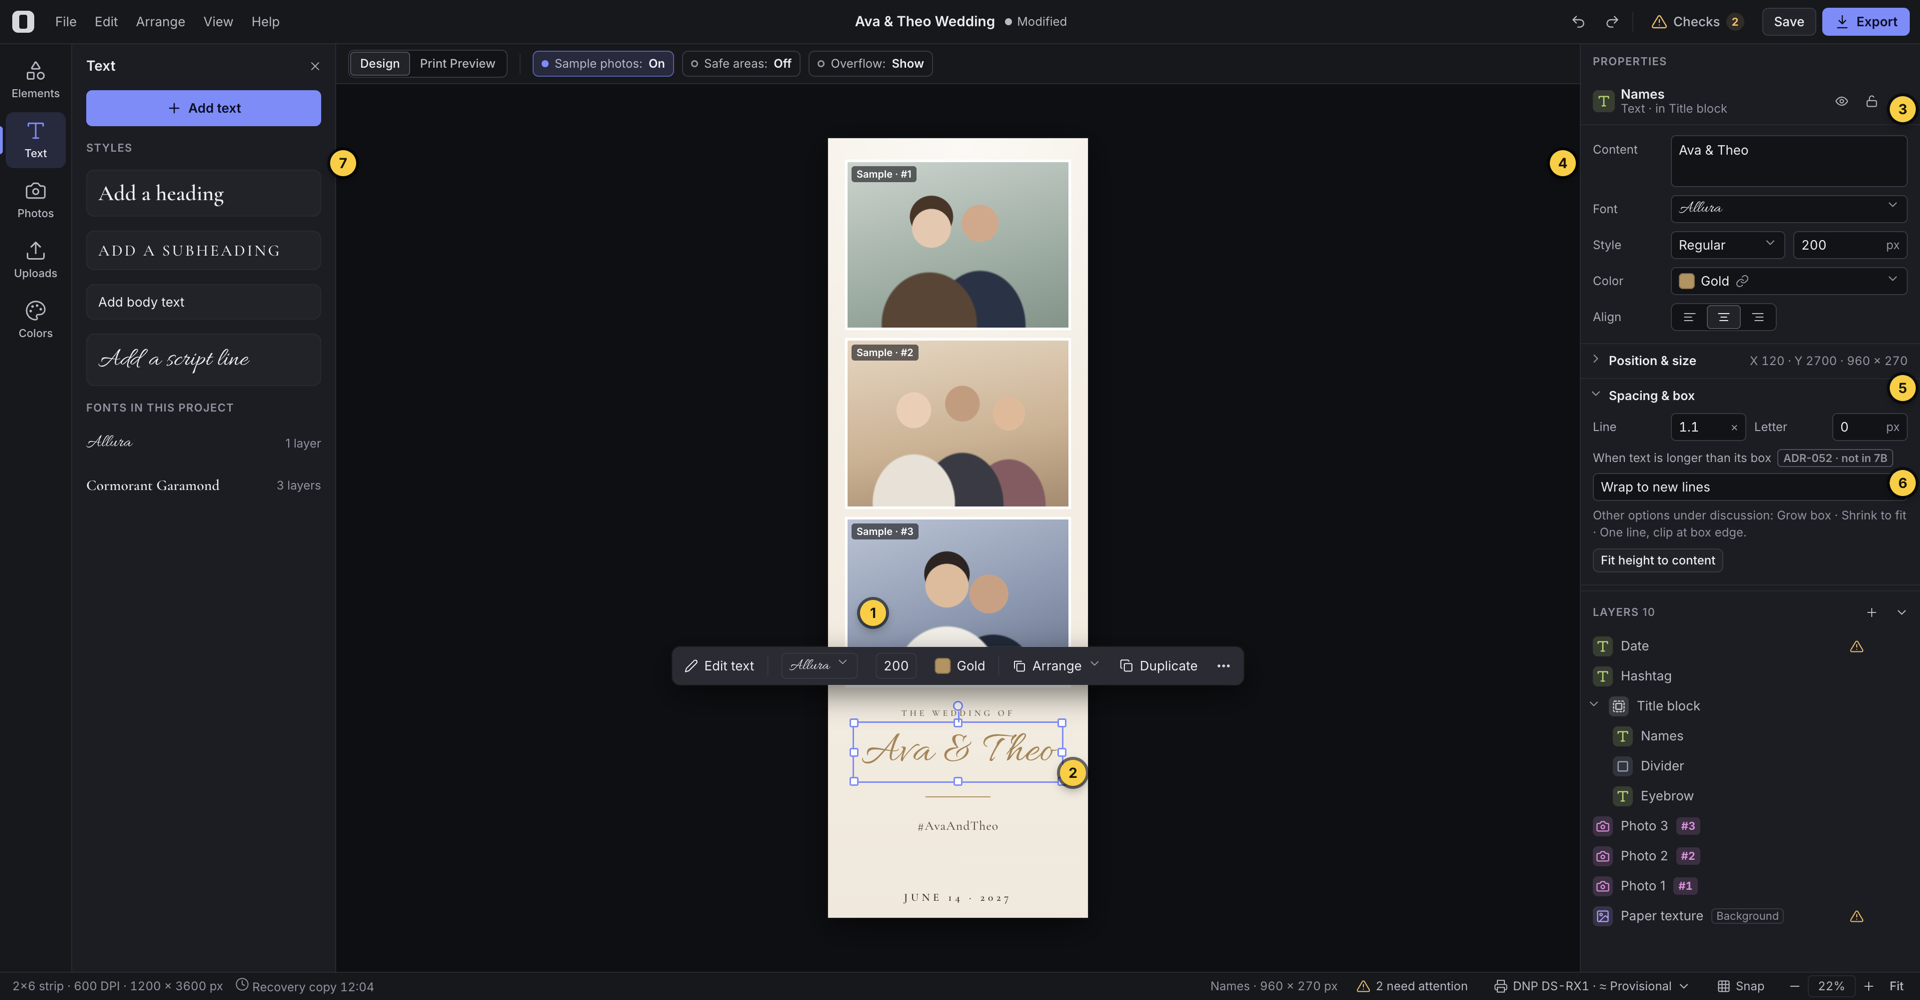 File Edit Arrange View Help
Ava & Theo Wedding Modified
Checks 2 Save Export
Elements
Text
Photos
Uploads
Colors
Text
Add text
STYLES
Add a heading
ADD A SUBHEADING
Add body text
Add a script line
FONTS IN THIS PROJECT
Allura 1 layer
Cormorant Garamond 3 layers
7
Design Print Preview Sample photos: On Safe areas: Off Overflow: Show
Sample · #1
Sample · #2
Sample · #3
1
Edit text Allura 200 Gold Arrange Duplicate
THE WEDDING OF
Ava & Theo
2
#AvaAndTheo
JUNE 14 · 2027
PROPERTIES
Names
Text · in Title block
3
4
Content Ava & Theo
Font Allura
Style Regular 200 px
Color Gold
Align
Position & size X 120 · Y 2700 · 960 × 270
5
Spacing & box
Line 1.1 × Letter 0 px
When text is longer than its box ADR-052 · not in 7B
Wrap to new lines
6
Other options under discussion: Grow box · Shrink to fit
· One line, clip at box edge.
Fit height to content
LAYERS 10
Date
Hashtag
Title block
Names
Divider
Eyebrow
Photo 3 #3
Photo 2 #2
Photo 1 #1
Paper texture Background
2×6 strip · 600 DPI · 1200 × 3600 px Recovery copy 12:04
Names · 960 × 270 px 2 need attention DNP DS-RX1 · ≈ Provisional Snap 22% Fit